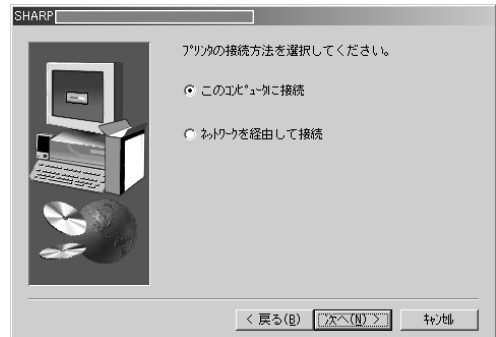 SHARP
ﾌﾟﾘﾝﾀの接続方法を選択してください。
このｺﾝﾋﾟｭｰﾀに接続
ﾈｯﾄﾜｰｸを経由して接続
< 戻る(B)
次へ(N) >
ｷｬﾝｾﾙ